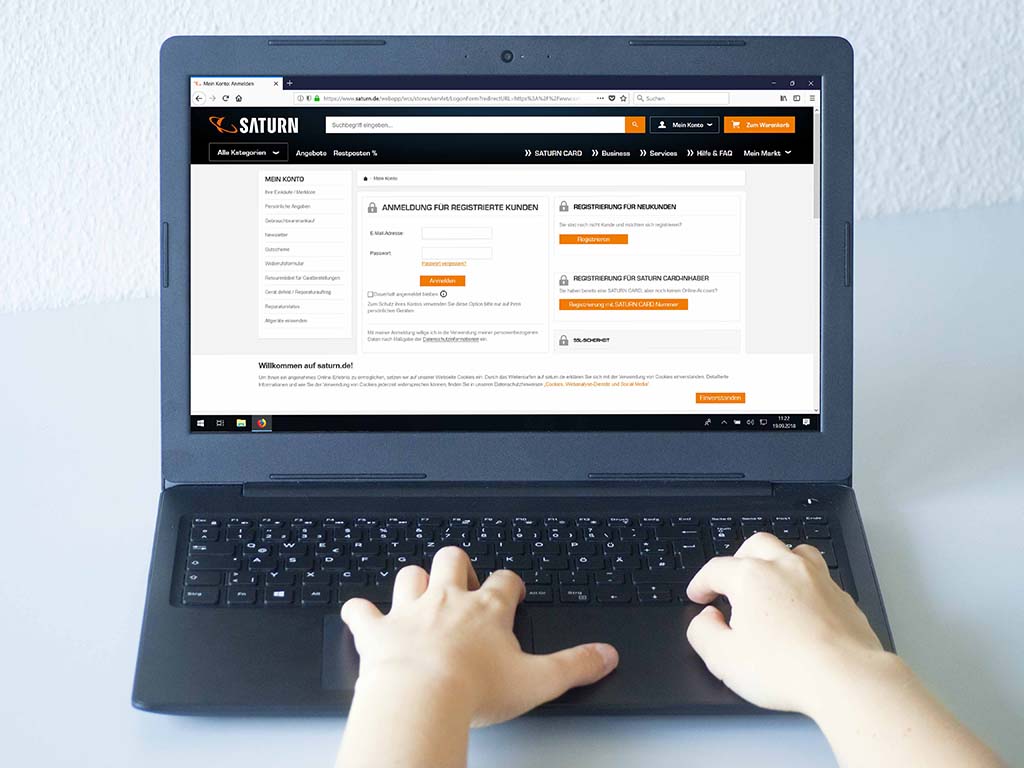 Mein Konto: Anmelden
https://www.saturn.de/webapp/wcs/stores/servlet/LogonForm?redirectURL=https%3A%2F%2Fwww.sa
Suchen
SATURN
Suchbegriff eingeben...
Mein Konto
Zum Warenkorb
Alle Kategorien
Angebote
Restposten %
SATURN CARD
Business
Services
Hilfe & FAQ
Mein Markt
MEIN KONTO
Ihre Einkäufe / Merkliste
Persönliche Angaben
Gebrauchtwarenankauf
Newsletter
Gutscheine
Widerrufsformular
Retourenlabel für Gastbestellungen
Gerät defekt / Reparaturauftrag
Reparaturstatus
Altgeräte einsenden
Mein Konto
ANMELDUNG FÜR REGISTRIERTE KUNDEN
E-Mail Adresse
Passwort
Passwort vergessen?
Anmelden
Dauerhaft angemeldet bleiben
Zum Schutz Ihres Kontos verwenden Sie diese Option bitte nur auf Ihren
persönlichen Geräten.
Mit meiner Anmeldung willige ich in die Verwendung meiner personenbezogenen
Daten nach Maßgabe der Datenschutzinformationen ein.
REGISTRIERUNG FÜR NEUKUNDEN
Sie sind noch nicht Kunde und möchten sich registrieren?
Registrieren
REGISTRIERUNG FÜR SATURN CARD-INHABER
Sie haben bereits eine SATURN CARD, aber noch keinen Online-Account?
Registrierung mit SATURN CARD Nummer
SSL-SICHERHEIT
Willkommen auf saturn.de!
Um Ihnen ein angenehmes Online-Erlebnis zu ermöglichen, setzen wir auf unserer Webseite Cookies ein. Durch das Weitersurfen auf saturn.de erklären Sie sich mit der Verwendung von Cookies einverstanden. Detaillierte
Informationen und wie Sie der Verwendung von Cookies jederzeit widersprechen können, finden Sie in unseren Datenschutzhinweisen „Cookies, Webanalyse-Dienste und Social Media"
Einverstanden
11:22
19.09.2018